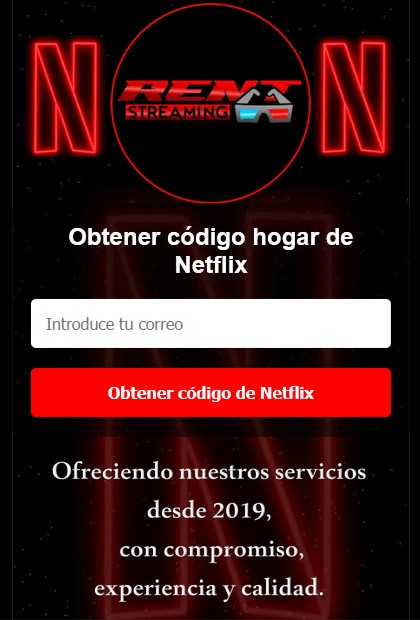 N N
RENT
STREAMING
Obtener código hogar de
Netflix
Introduce tu correo
Obtener código de Netflix
Ofreciendo nuestros servicios
desde 2019,
con compromiso,
experiencia y calidad.